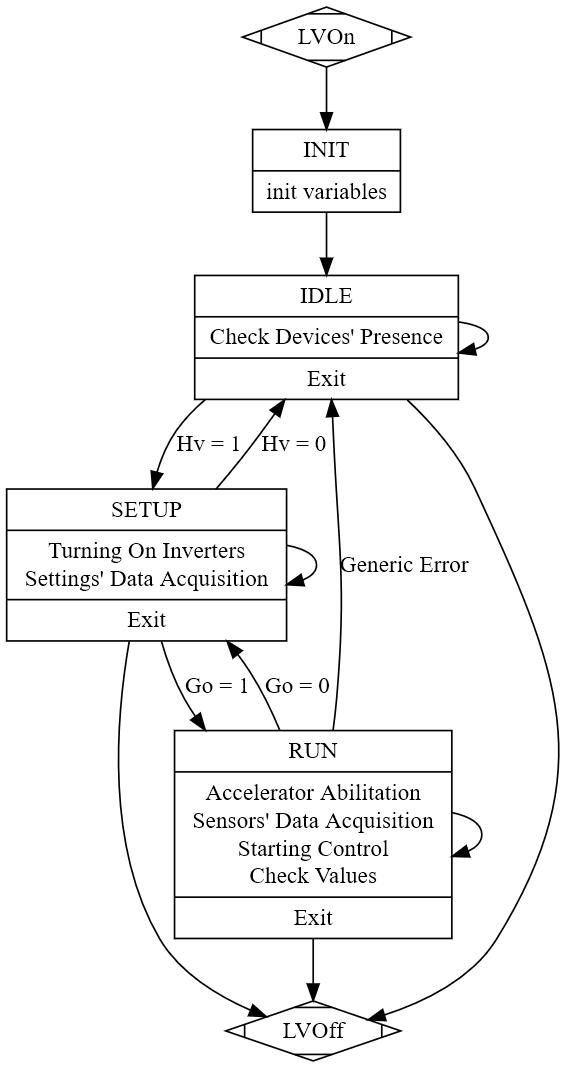 LVOn
INIT
init variables
IDLE
Check Devices' Presence
Exit
Hv = 1
Hv = 0
SETUP
Turning On Inverters
Settings' Data Acquisition
Exit
Generic Error
Go = 1
Go = 0
RUN
Accelerator Abilitation
Sensors' Data Acquisition
Starting Control
Check Values
Exit
LVOff